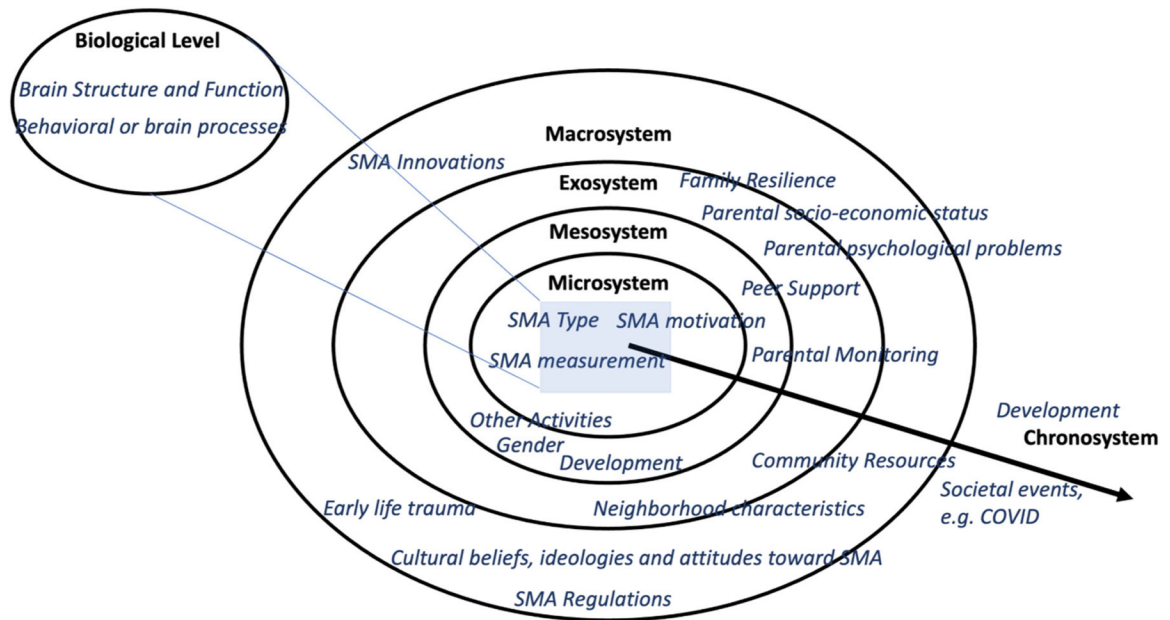 Biological Level
Brain Structure and Function
Behavioral or brain processes
Macrosystem
SMA Innovations
Exosystem
Family Resilience
Parental socio-economic status
Mesosystem
Parental psychological problems
Microsystem
Peer Support
SMA Type
SMA motivation
SMA measurement
Parental Monitoring
Development
Chronosystem
Other Activities
Gender
Development
Community Resources
Societal events,
e.g. COVID
Early life trauma
Neighborhood characteristics
Cultural beliefs, ideologies and attitudes toward SMA
SMA Regulations